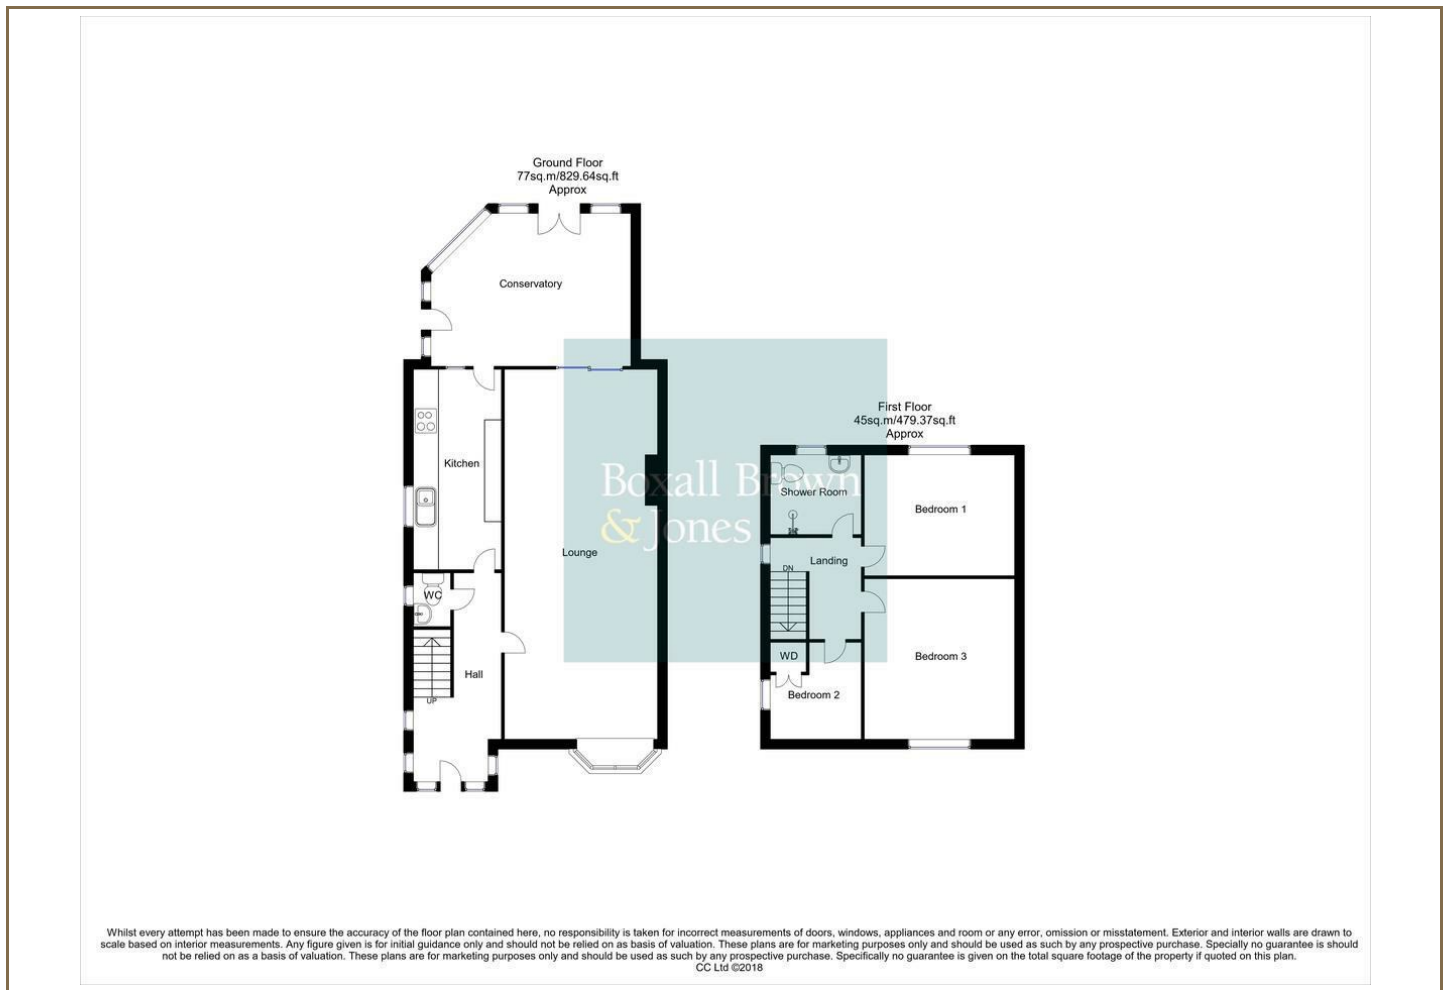 Ground Floor
77sq.m/829.64sq.ft
Approx
Conservatory
Kitchen
Lounge
WC
Hall
UP
First Floor
45sq.m/479.37sq.ft
Approx
Shower Room
Bedroom 1
Landing
DN
Bedroom 3
WD
Bedroom 2
Boxall Brown
& Jones
Whilst every attempt has been made to ensure the accuracy of the floor plan contained here, no responsibility is taken for incorrect measurements of doors, windows, appliances and room or any error, omission or misstatement. Exterior and interior walls are drawn to
scale based on interior measurements. Any figure given is for initial guidance only and should not be relied on as basis of valuation. These plans are for marketing purposes only and should be used as such by any prospective purchase. Specially no guarantee is should
not be relied on as a basis of valuation. These plans are for marketing purposes only and should be used as such by any prospective purchase. Specifically no guarantee is given on the total square footage of the property if quoted on this plan.
CC Ltd ©2018